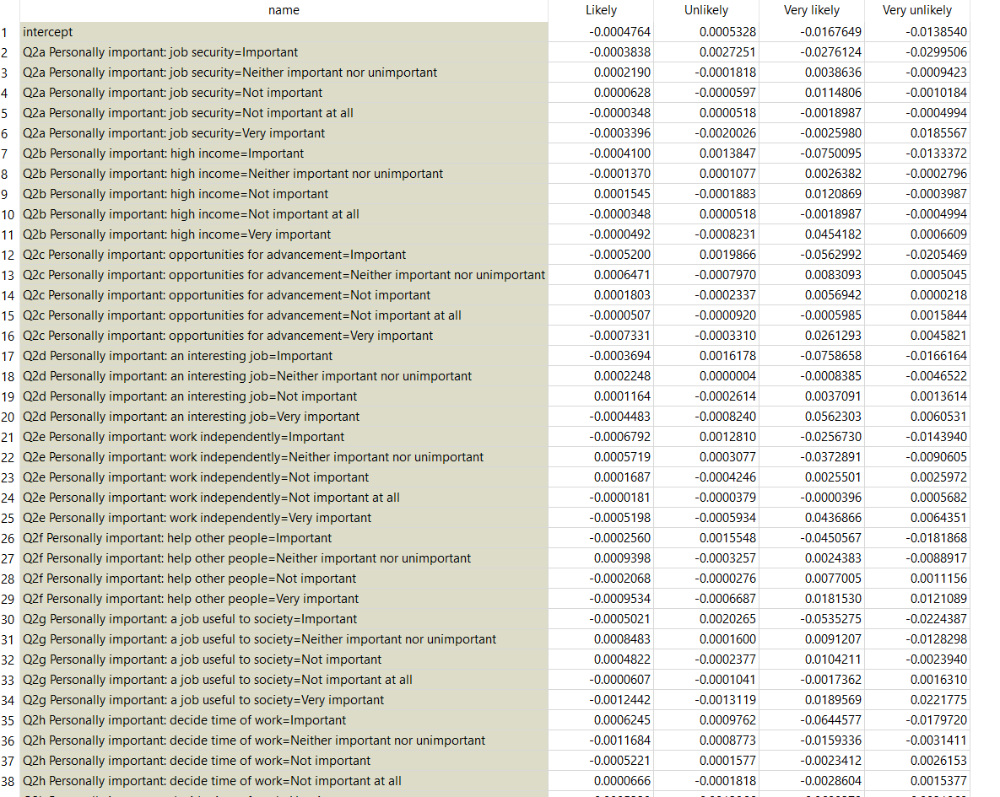 name Likely Unlikely Very likely Very unlikely
1 intercept -0.0004764 0.0005328 -0.0167649 -0.0138540
2 Q2a Personally important: job security=Important -0.0003838 0.0027251 -0.0276124 -0.0299506
3 Q2a Personally important: job security=Neither important nor unimportant 0.0002190 -0.0001818 0.0038636 -0.0009423
4 Q2a Personally important: job security=Not important 0.0000628 -0.0000597 0.0114806 -0.0010184
5 Q2a Personally important: job security=Not important at all -0.0000348 0.0000518 -0.0018987 -0.0004994
6 Q2a Personally important: job security=Very important -0.0003396 -0.0020026 -0.0025980 0.0185567
7 Q2b Personally important: high income=Important -0.0004100 0.0013847 -0.0750095 -0.0133372
8 Q2b Personally important: high income=Neither important nor unimportant -0.0001370 0.0001077 0.0026382 -0.0002796
9 Q2b Personally important: high income=Not important 0.0001545 -0.0001883 0.0120869 -0.0003987
10 Q2b Personally important: high income=Not important at all -0.0000348 0.0000518 -0.0018987 -0.0004994
11 Q2b Personally important: high income=Very important -0.0000492 -0.0008231 0.0454182 0.0006609
12 Q2c Personally important: opportunities for advancement=Important -0.0005200 0.0019866 -0.0562992 -0.0205469
13 Q2c Personally important: opportunities for advancement=Neither important nor unimportant 0.0006471 -0.0007970 0.0083093 0.0005045
14 Q2c Personally important: opportunities for advancement=Not important 0.0001803 -0.0002337 0.0056942 0.0000218
15 Q2c Personally important: opportunities for advancement=Not important at all -0.0000507 -0.0000920 -0.0005985 0.0015844
16 Q2c Personally important: opportunities for advancement=Very important -0.0007331 -0.0003310 0.0261293 0.0045821
17 Q2d Personally important: an interesting job=Important -0.0003694 0.0016178 -0.0758658 -0.0166164
18 Q2d Personally important: an interesting job=Neither important nor unimportant 0.0002248 0.0000004 -0.0008385 -0.0046522
19 Q2d Personally important: an interesting job=Not important 0.0001164 -0.0002614 0.0037091 0.0013614
20 Q2d Personally important: an interesting job=Very important -0.0004483 -0.0008240 0.0562303 0.0060531
21 Q2e Personally important: work independently=Important -0.0006792 0.0012810 -0.0256730 -0.0143940
22 Q2e Personally important: work independently=Neither important nor unimportant 0.0005719 0.0003077 -0.0372891 -0.0090605
23 Q2e Personally important: work independently=Not important 0.0001687 -0.0004246 0.0025501 0.0025972
24 Q2e Personally important: work independently=Not important at all -0.0000181 -0.0000379 -0.0000396 0.0005682
25 Q2e Personally important: work independently=Very important -0.0005198 -0.0005934 0.0436866 0.0064351
26 Q2f Personally important: help other people=Important -0.0002560 0.0015548 -0.0450567 -0.0181868
27 Q2f Personally important: help other people=Neither important nor unimportant 0.0009398 -0.0003257 0.0024383 -0.0088917
28 Q2f Personally important: help other people=Not important -0.0002068 -0.0000276 0.0077005 0.0011156
29 Q2f Personally important: help other people=Very important -0.0009534 -0.0006687 0.0181530 0.0121089
30 Q2g Personally important: a job useful to society=Important -0.0005021 0.0020265 -0.0535275 -0.0224387
31 Q2g Personally important: a job useful to society=Neither important nor unimportant 0.0008483 0.0001600 0.0091207 -0.0128298
32 Q2g Personally important: a job useful to society=Not important 0.0004822 -0.0002377 0.0104211 -0.0023940
33 Q2g Personally important: a job useful to society=Not important at all -0.0000607 -0.0001041 -0.0017362 0.0016310
34 Q2g Personally important: a job useful to society=Very important -0.0012442 -0.0013119 0.0189569 0.0221775
35 Q2h Personally important: decide time of work=Important 0.0006245 0.0009762 -0.0644577 -0.0179720
36 Q2h Personally important: decide time of work=Neither important nor unimportant -0.0011684 0.0008773 -0.0159336 -0.0031411
37 Q2h Personally important: decide time of work=Not important -0.0005221 0.0001577 -0.0023412 0.0026153
38 Q2h Personally important: decide time of work=Not important at all 0.0000666 -0.0001818 -0.0028604 0.0015377